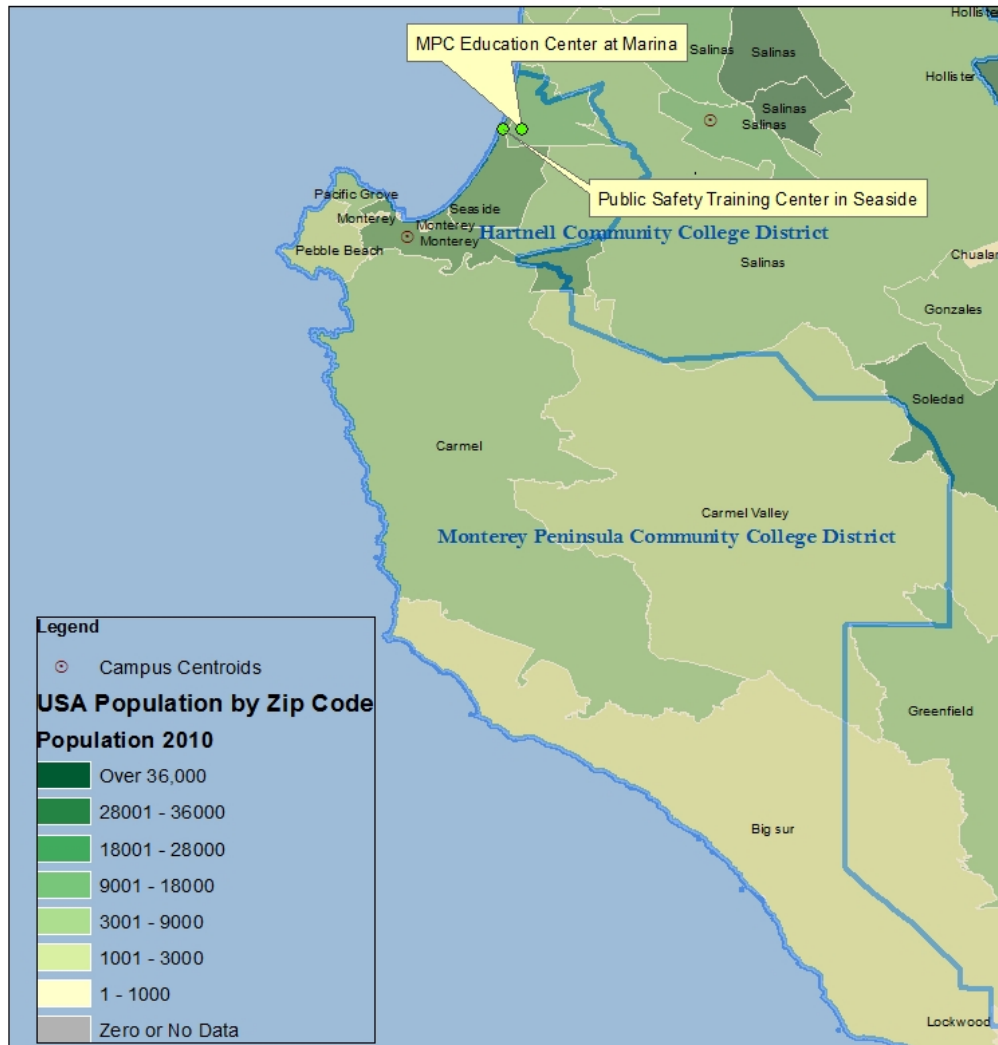 Hollister
MPC Education Center at Marina
Salinas
Salinas
Hollister
Salinas
Salinas
Public Safety Training Center in Seaside
Pacific Grove
Seaside
Monterey
Monterey
Monterey
Hartnell Community College District
Pebble Beach
Chualar
Salinas
Gonzales
Soledad
Carmel
Carmel Valley
Monterey Peninsula Community College District
Greenfield
Big sur
Lockwood
Legend
Campus Centroids
USA Population by Zip Code
Population 2010
Over 36,000
28001 - 36000
18001 - 28000
9001 - 18000
3001 - 9000
1001 - 3000
1 - 1000
Zero or No Data